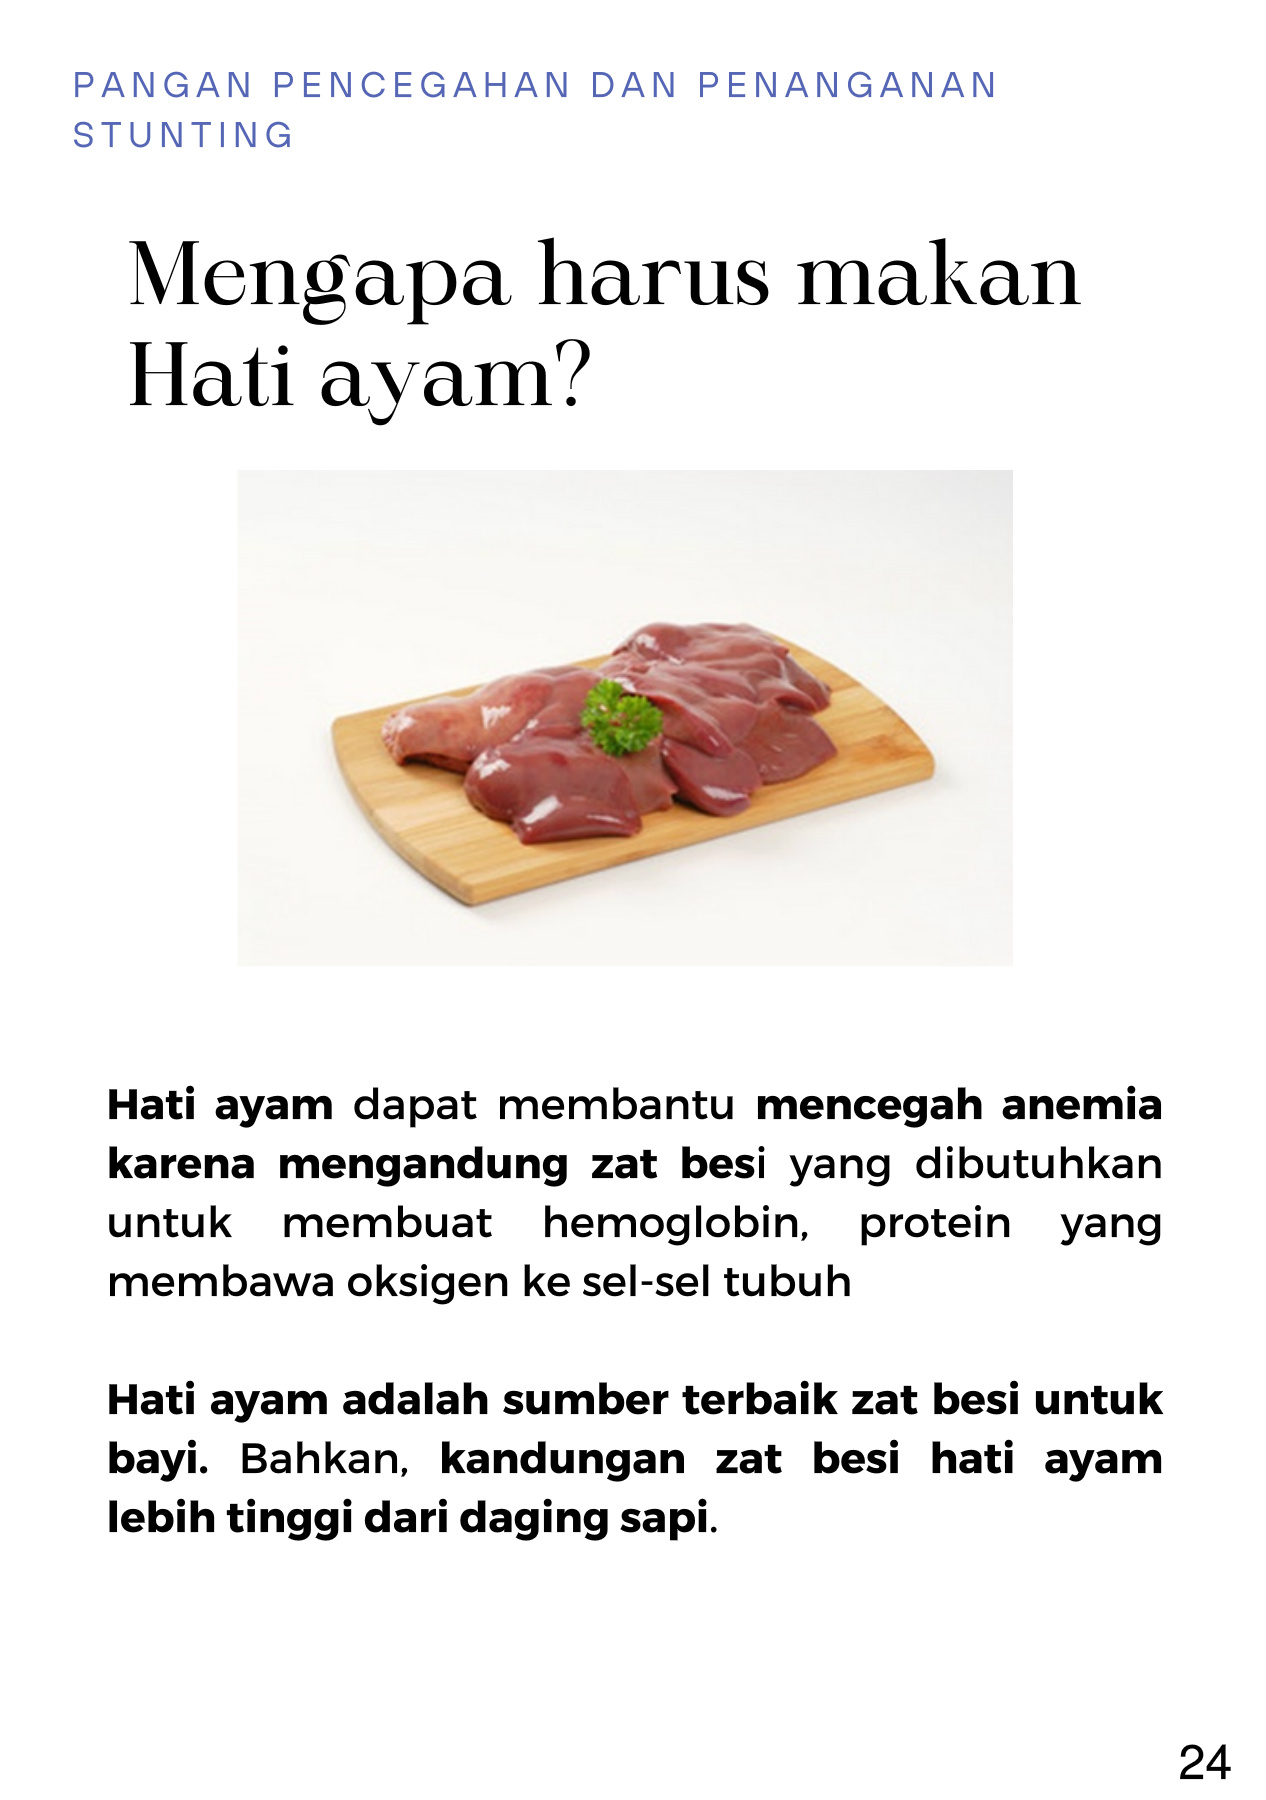 PANGAN PENCEGAHAN DAN PENANGANAN
STUNTING
Mengapa harus makan
Hati ayam?
Hati ayam dapat membantu mencegah anemia
karena mengandung zat besi yang dibutuhkan
untuk membuat hemoglobin, protein yang
membawa oksigen ke sel-sel tubuh
Hati ayam adalah sumber terbaik zat besi untuk
bayi. Bahkan, kandungan zat besi hati ayam
lebih tinggi dari daging sapi.
24